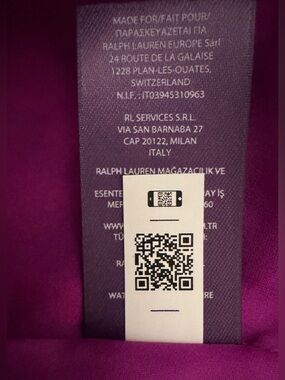 MADE FOR/FAIT POUR/
ΠΑΡΑΣΚΕΥΑΖΕΤΑΙ ΓΙΑ
RALPH LAUREN EUROPE Sàrl
24 ROUTE DE LA GALAISE
1228 PLAN-LES-OUATES,
SWITZERLAND
N.I.F. : IT03945310963
RL SERVICES S.R.L.
VIA SAN BARNABA 27
CAP 20122, MILAN
ITALY
RALPH LAUREN MAĞAZACILIK VE